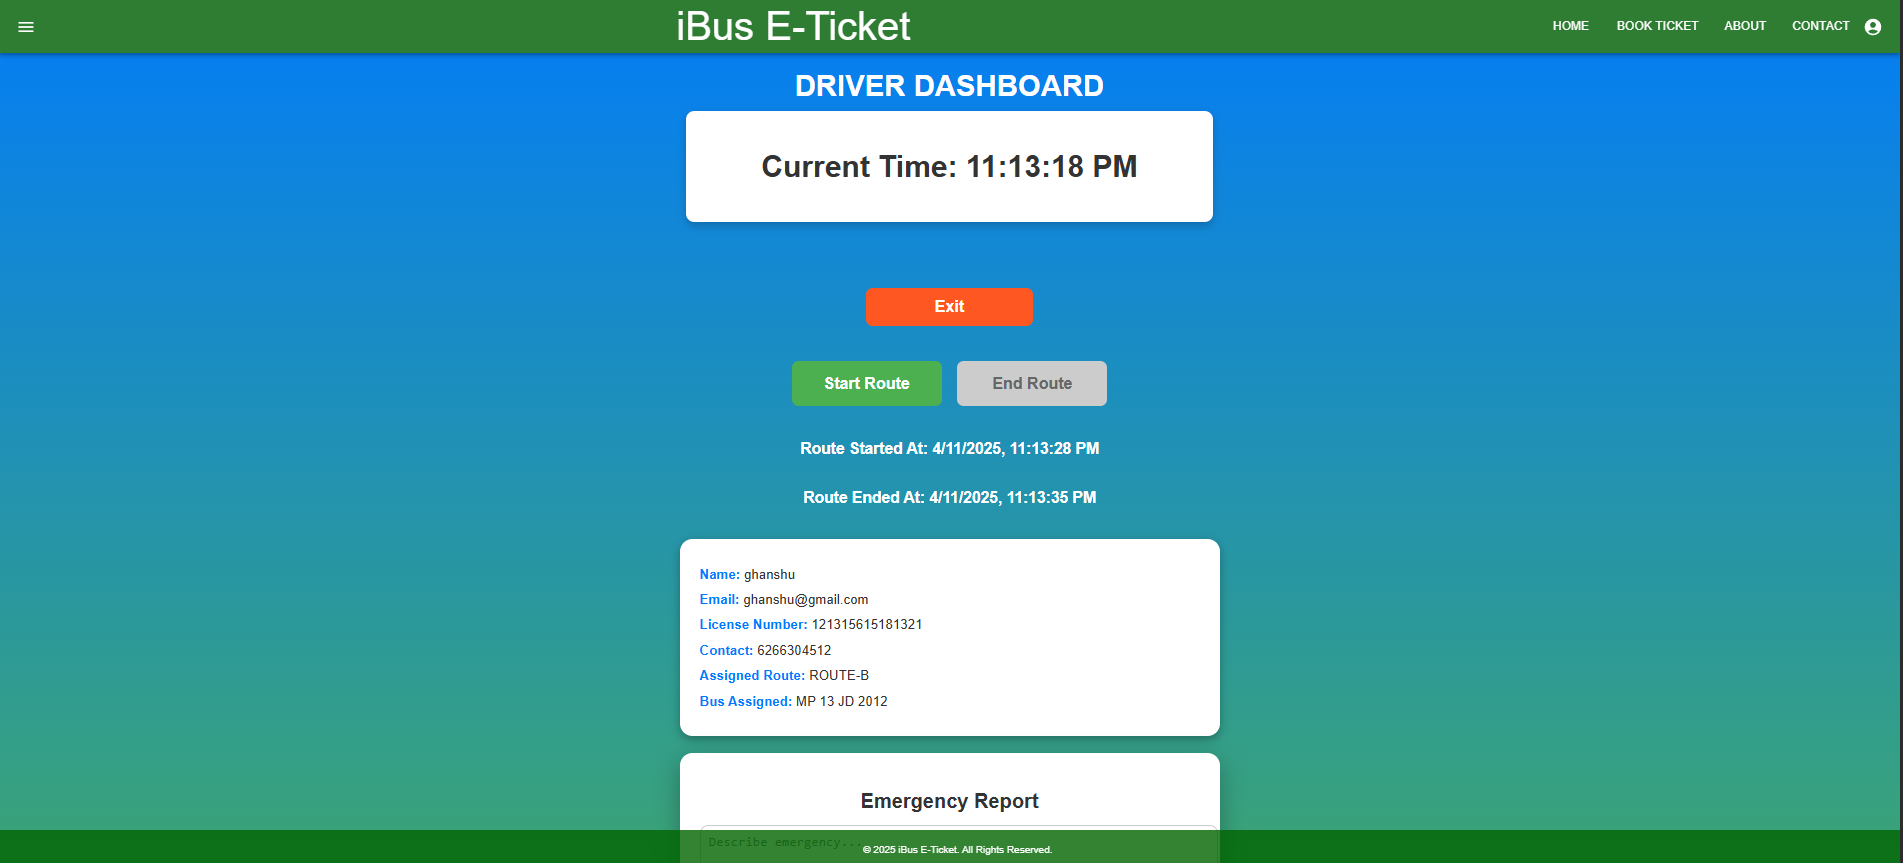 iBus E-Ticket
HOME BOOK TICKET ABOUT CONTACT
DRIVER DASHBOARD
Current Time: 11:13:18 PM
Exit
Start Route End Route
Route Started At: 4/11/2025, 11:13:28 PM
Route Ended At: 4/11/2025, 11:13:35 PM
Name: ghanshu
Email: ghanshu@gmail.com
License Number: 121315615181321
Contact: 6266304512
Assigned Route: ROUTE-B
Bus Assigned: MP 13 JD 2012
Emergency Report
Describe emergency...
© 2025 iBus E-Ticket. All Rights Reserved.